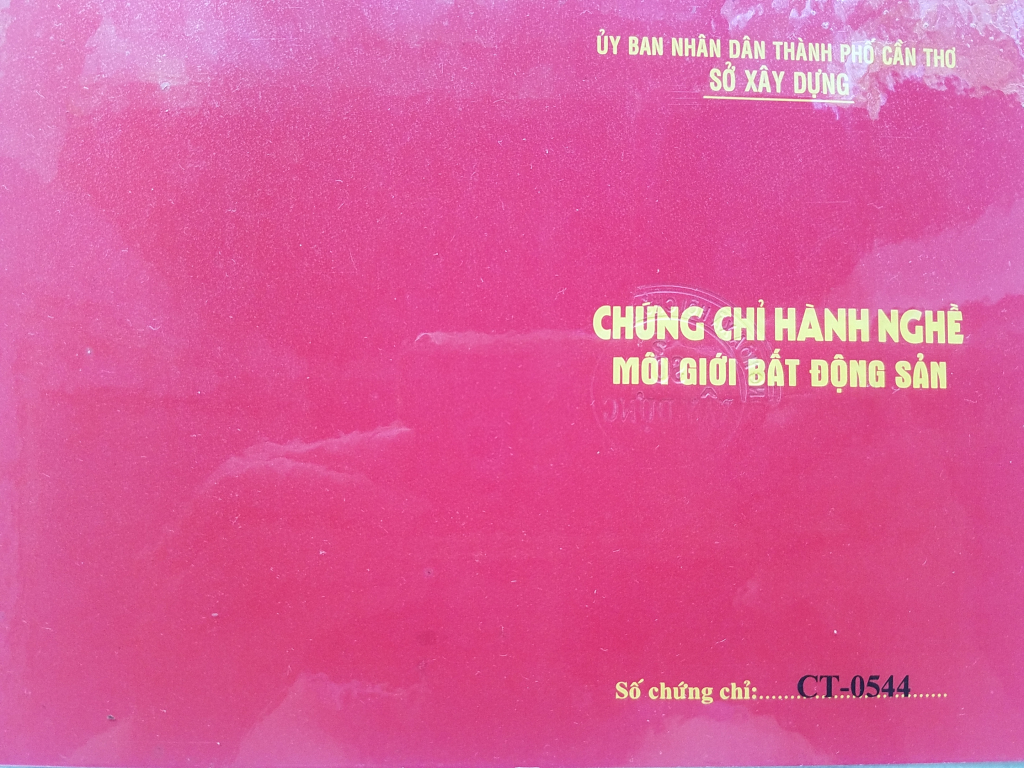 ỦY BAN NHÂN DÂN THÀNH PHỐ CẦN THƠ
SỞ XÂY DỰNG
CHỨNG CHỈ HÀNH NGHỀ
MÔI GIỚI BẤT ĐỘNG SẢN
Số chứng chỉ:....CT-0544....